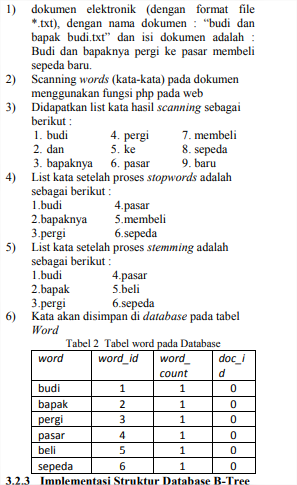 1) dokumen elektronik (dengan format file
*.txt), dengan nama dokumen : “budi dan
bapak budi.txt” dan isi dokumen adalah :
Budi dan bapaknya pergi ke pasar membeli
sepeda baru.
2) Scanning words (kata-kata) pada dokumen
menggunakan fungsi php pada web
3) Didapatkan list kata hasil scanning sebagai
berikut :
1. budi 4. pergi 7. membeli
2. dan 5. ke 8. sepeda
3. bapaknya 6. pasar 9. baru
4) List kata setelah proses stopwords adalah
sebagai berikut :
1.budi 4.pasar
2.bapaknya 5.membeli
3.pergi 6.sepeda
5) List kata setelah proses stemming adalah
sebagai berikut :
1.budi 4.pasar
2.bapak 5.beli
3.pergi 6.sepeda
6) Kata akan disimpan di database pada tabel
Word
Tabel 2 Tabel word pada Database
word word_id word_ doc_i
count d
budi 1 1 0
bapak 2 1 0
pergi 3 1 0
pasar 4 1 0
beli 5 1 0
sepeda 6 1 0
3.2.3 Implementasi Struktur Database B-Tree